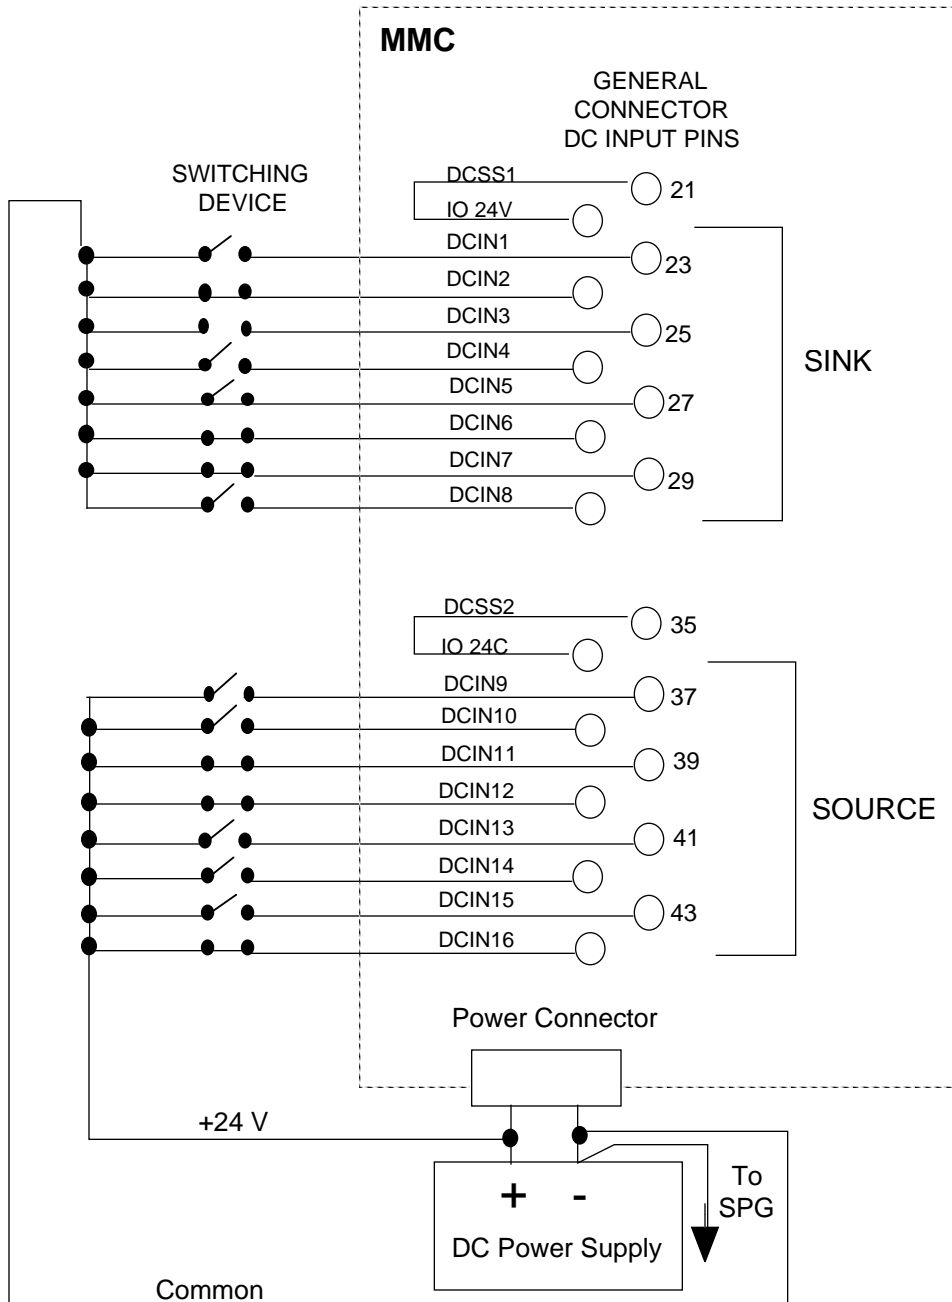 MMC
GENERAL
CONNECTOR
DC INPUT PINS
SWITCHING
DEVICE
DCSS1
21
IO 24V
DCIN1
23
DCIN2
DCIN3
25
DCIN4
SINK
DCIN5
27
DCIN6
DCIN7
29
DCIN8
DCSS2
35
IO 24C
DCIN9
37
DCIN10
DCIN11
39
DCIN12
SOURCE
DCIN13
41
DCIN14
DCIN15
43
DCIN16
Power Connector
+24 V
+ -
To
SPG
DC Power Supply
Common